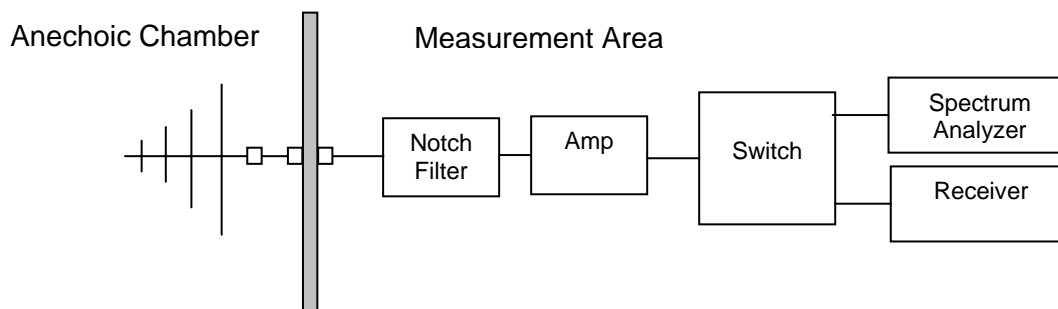 Anechoic Chamber
Measurement Area
Notch
Filter
Amp
Switch
Spectrum
Analyzer
Receiver